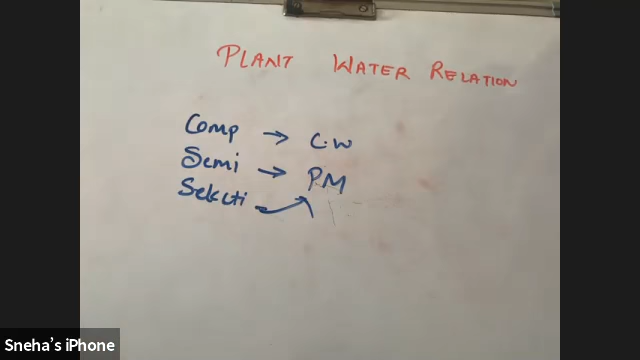 PLANT WATER RELATION
Comp → C.W
Semi → PM
Selecti
Sneha's iPhone